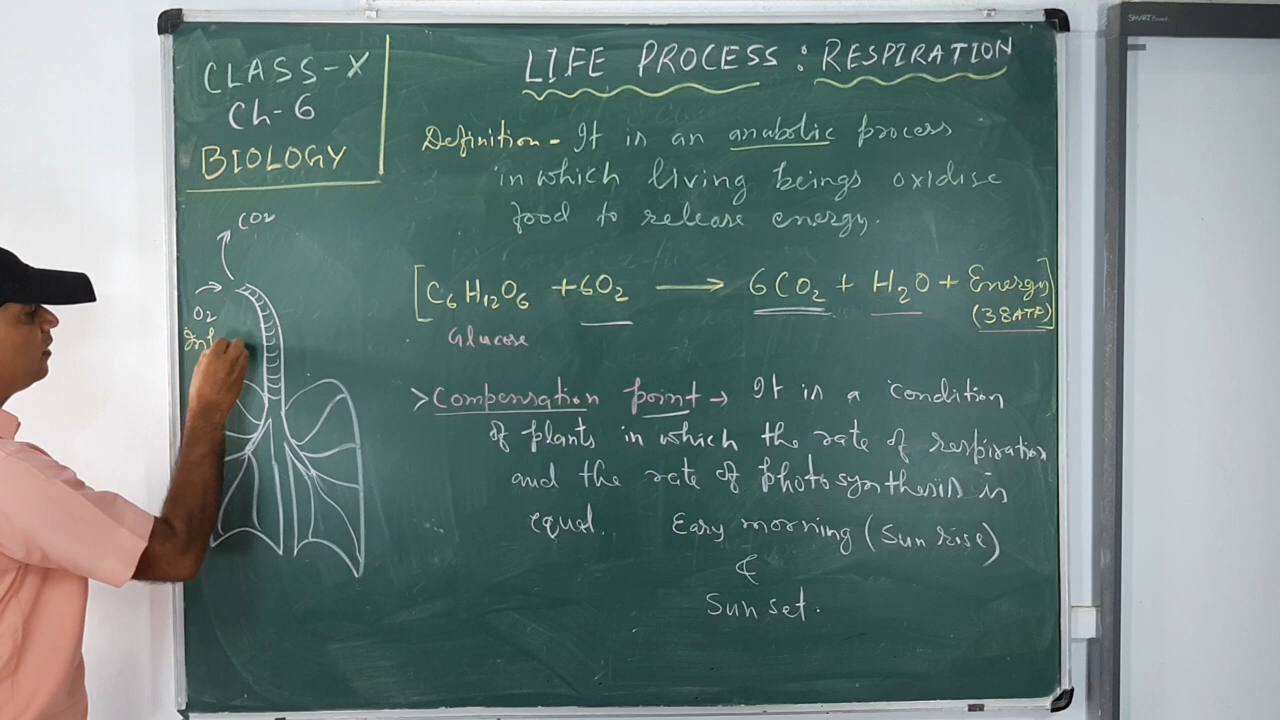 CLASS-X
Ch-6
BIOLOGY
LIFE PROCESS : RESPIRATION
Definition - It is an anabolic process
in which living beings oxidise
food to release energy.
CO2
O2
[C6H12O6 + 6O2 → 6CO2 + H2O + Energy]
(38ATP)
Glucose
> Compensation point → It is a condition
of plants in which the rate of respiration
and the rate of photosynthesis is
equal. Eary morning (Sun rise)
&
Sun set.
SMART Board